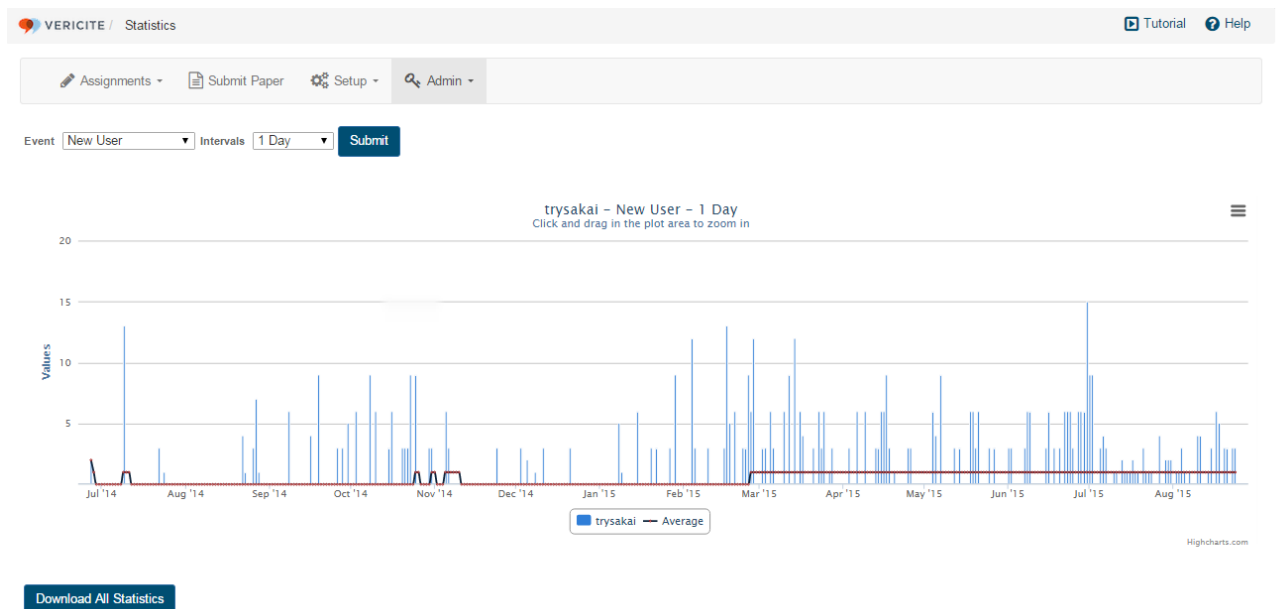 VERICITE / Statistics Tutorial Help
Assignments Submit Paper Setup Admin
Event New User Intervals 1 Day Submit
trysakai - New User - 1 Day
Click and drag in the plot area to zoom in
20
15
10
5
Values
Jul '14 Aug '14 Sep '14 Oct '14 Nov '14 Dec '14 Jan '15 Feb '15 Mar '15 Apr '15 May '15 Jun '15 Jul '15 Aug '15
trysakai Average
Highcharts.com
Download All Statistics